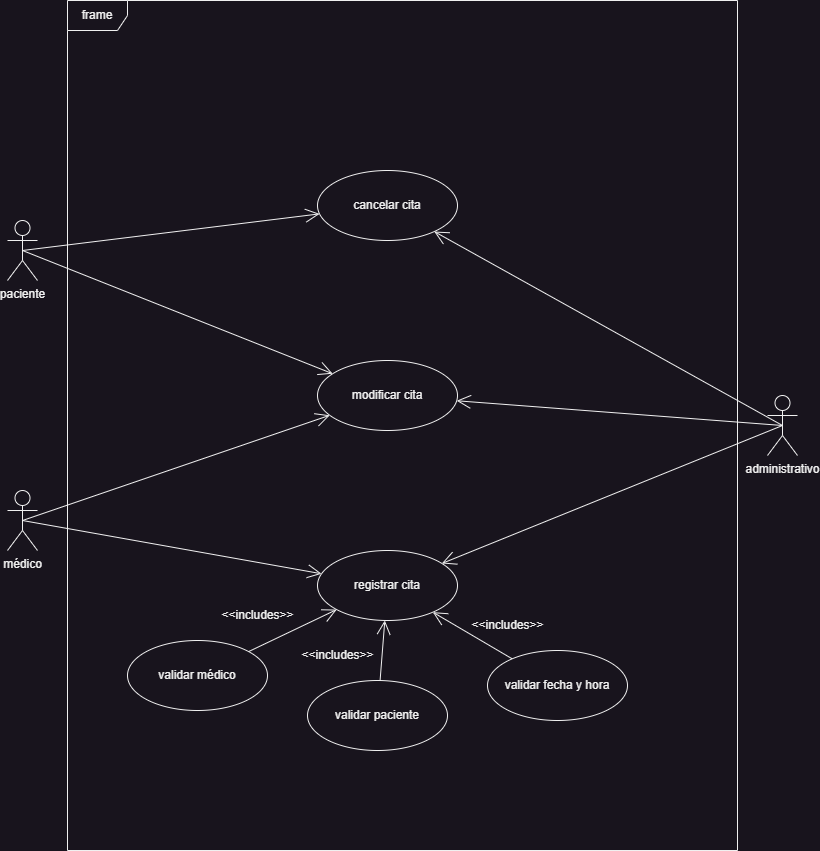 frame
cancelar cita
paciente
modificar cita
administrativo
médico
registrar cita
<<includes>>
<<includes>>
<<includes>>
validar médico
validar paciente
validar fecha y hora